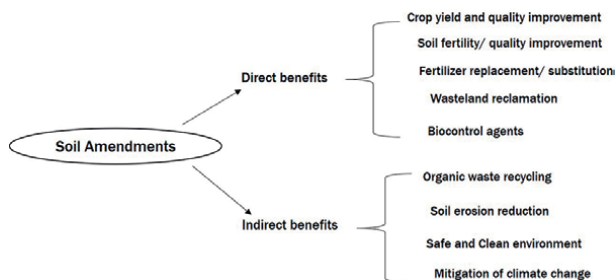 Crop yield and quality improvement
Soil fertility/ quality improvement
Direct benefits
Fertilizer replacement/ substitution
Wasteland reclamation
Biocontrol agents
Soil Amendments
Organic waste recycling
Soil erosion reduction
Indirect benefits
Safe and Clean environment
Mitigation of climate change